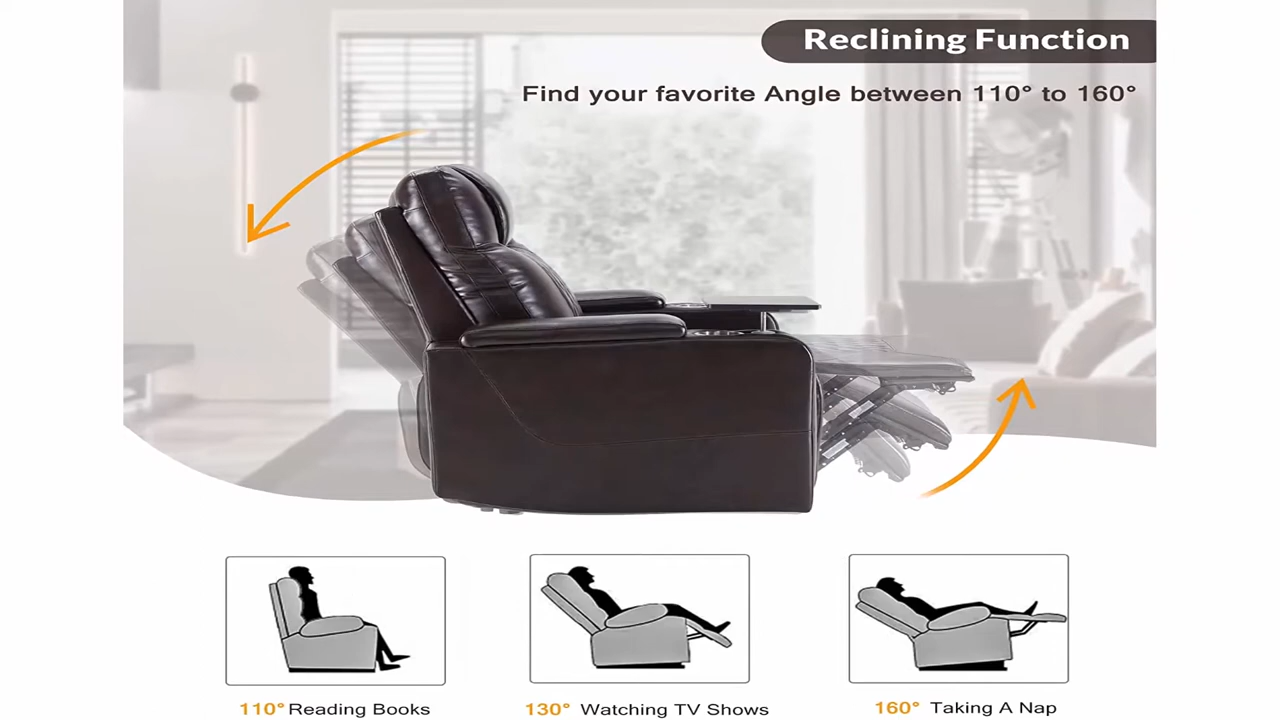 Reclining Function
Find your favorite Angle between 110° to 160°
110° Reading Books
130° Watching TV Shows
160° Taking A Nap